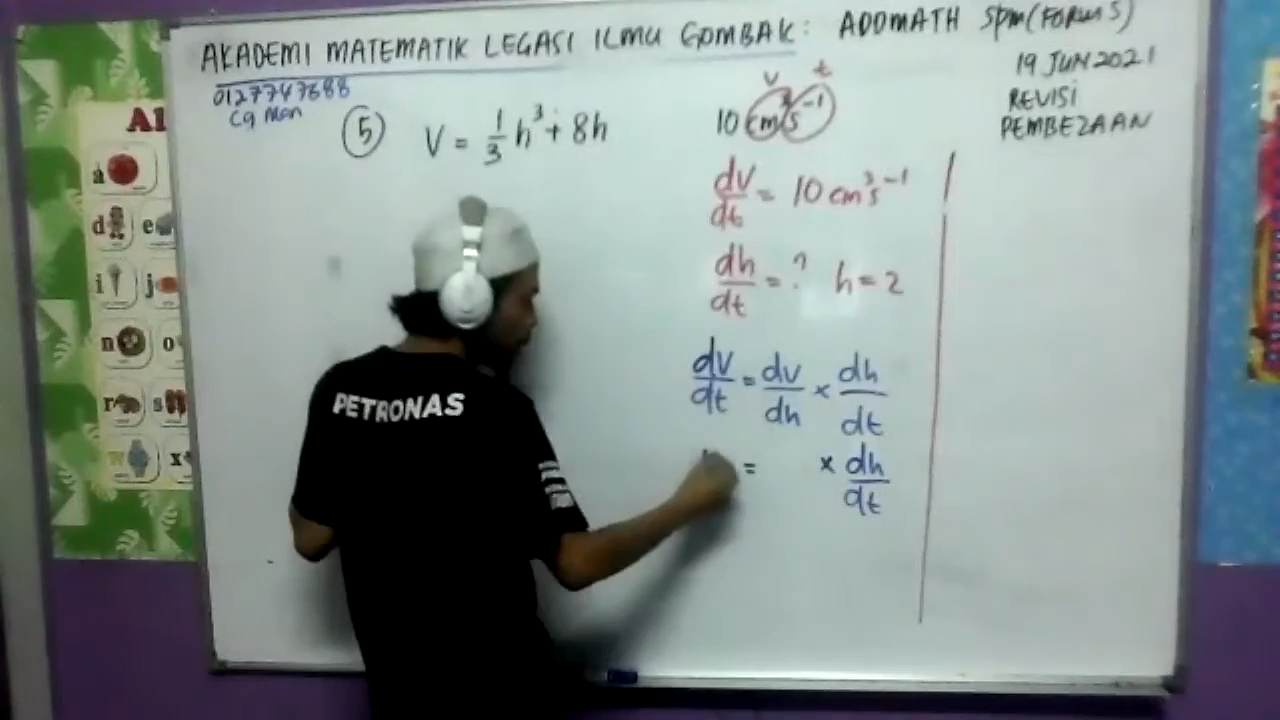 AKADEMI MATEMATIK LEGASI ILMU GOMBAK: ADDMATH SPM (FORM 5)
0127747688
Cg Man
19 JUN 2021
REVISI
PEMBEZAAN
5 V = 1/3 h³ + 8h
V t
10 cm³s⁻¹
dV/dt = 10 cm³s⁻¹
dh/dt = ? h = 2
dV/dt = dV/dh × dh/dt
= × dh/dt
PETRONAS
A
a
d e
i j
n o
r s
w x